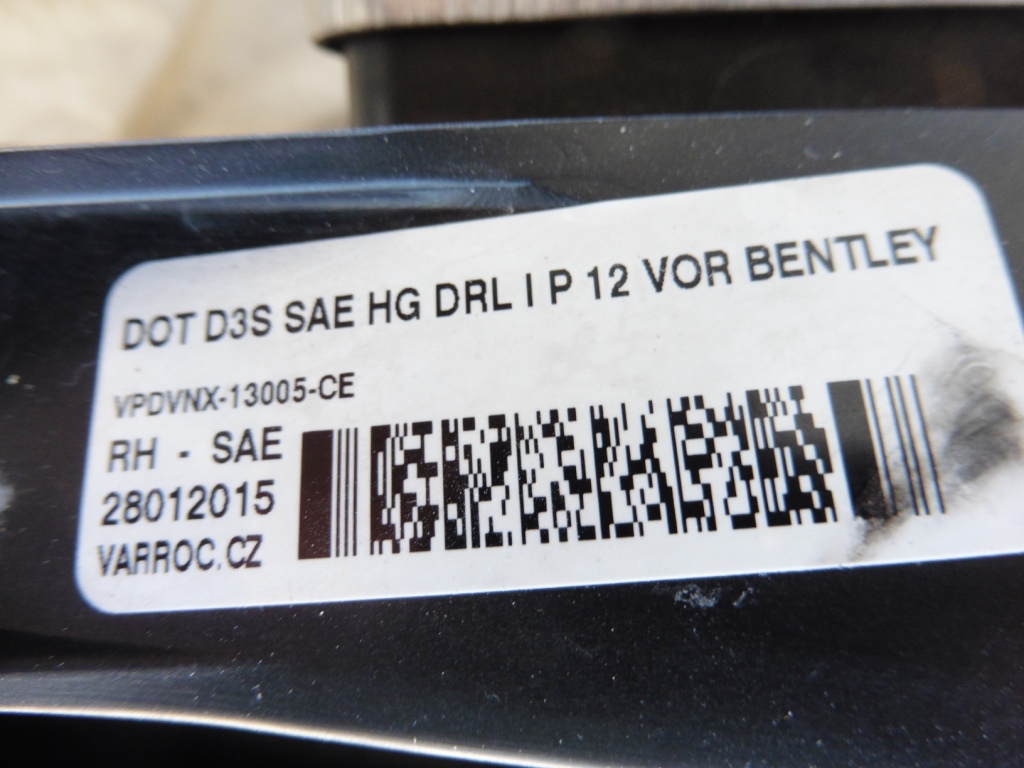 DOT D3S SAE HG DRL I P 12 VOR BENTLEY
VPDVNX-13005-CE
RH - SAE
28012015
VARROC.CZ